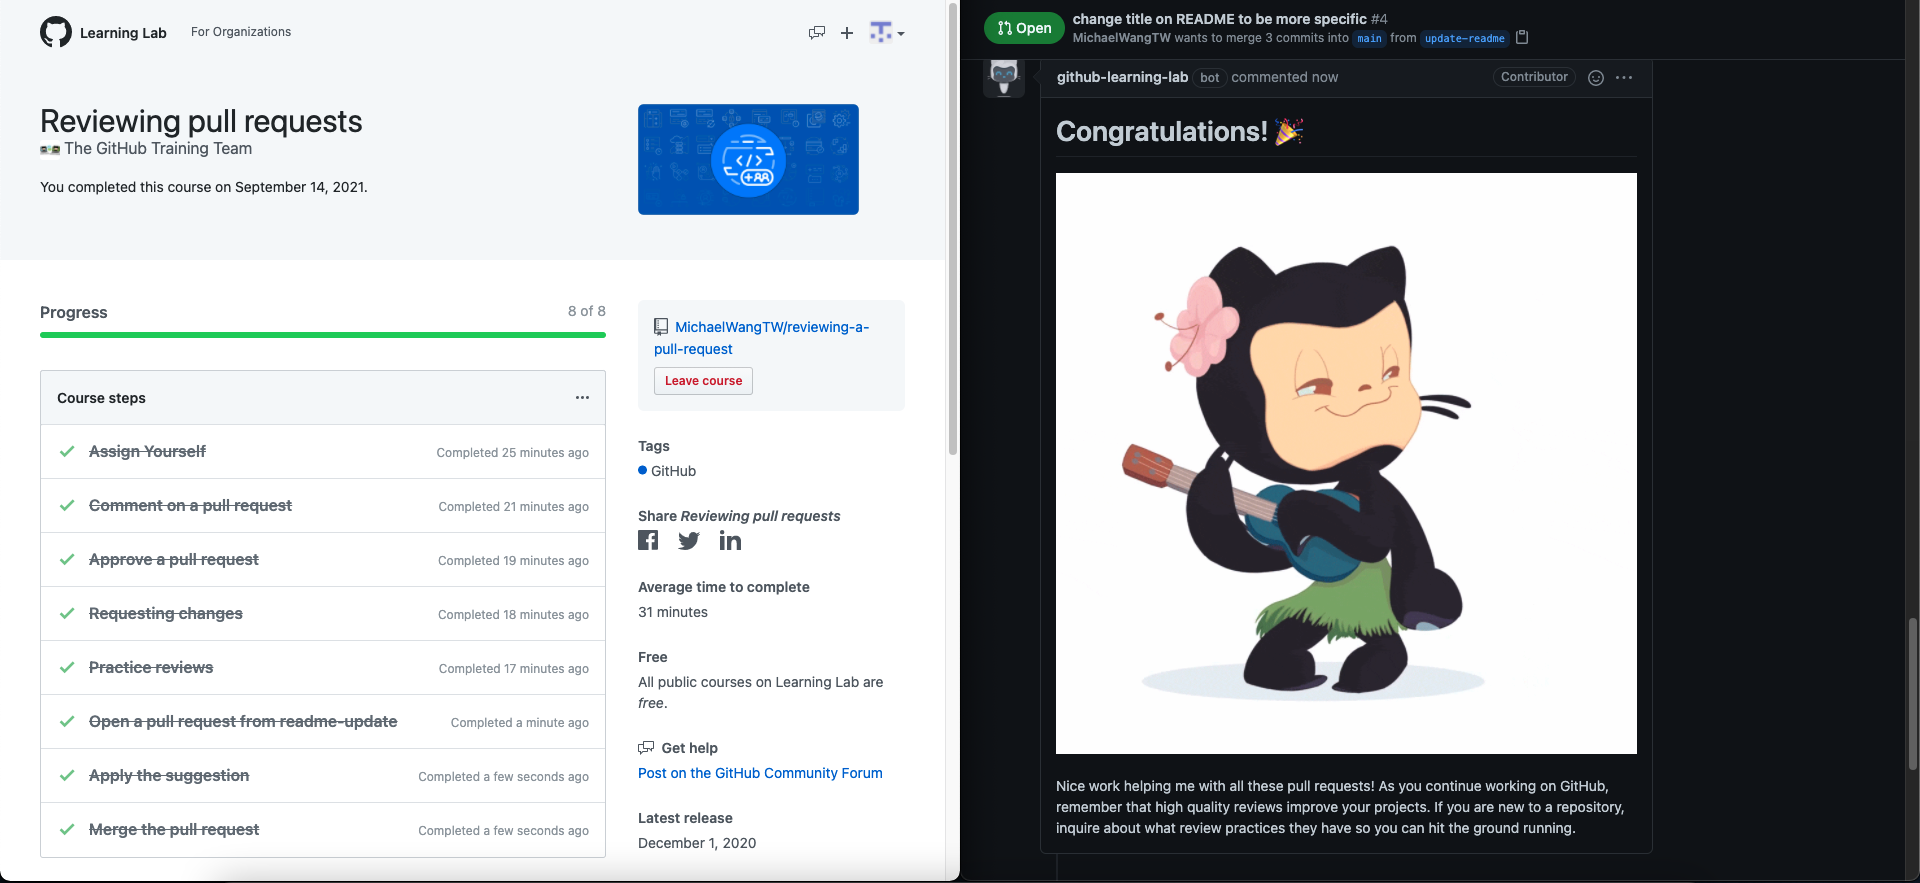 Learning Lab For Organizations
Reviewing pull requests
The GitHub Training Team
You completed this course on September 14, 2021.
Progress 8 of 8
Course steps
Assign Yourself Completed 25 minutes ago
Comment on a pull request Completed 21 minutes ago
Approve a pull request Completed 19 minutes ago
Requesting changes Completed 18 minutes ago
Practice reviews Completed 17 minutes ago
Open a pull request from readme-update Completed a minute ago
Apply the suggestion Completed a few seconds ago
Merge the pull request Completed a few seconds ago
MichaelWangTW/reviewing-a-
pull-request
Leave course
Tags
GitHub
Share Reviewing pull requests
Average time to complete
31 minutes
Free
All public courses on Learning Lab are
free.
Get help
Post on the GitHub Community Forum
Latest release
December 1, 2020
Open
change title on README to be more specific #4
MichaelWangTW wants to merge 3 commits into main from update-readme
github-learning-lab bot commented now Contributor
Congratulations! 🎉
Nice work helping me with all these pull requests! As you continue working on GitHub,
remember that high quality reviews improve your projects. If you are new to a repository,
inquire about what review practices they have so you can hit the ground running.